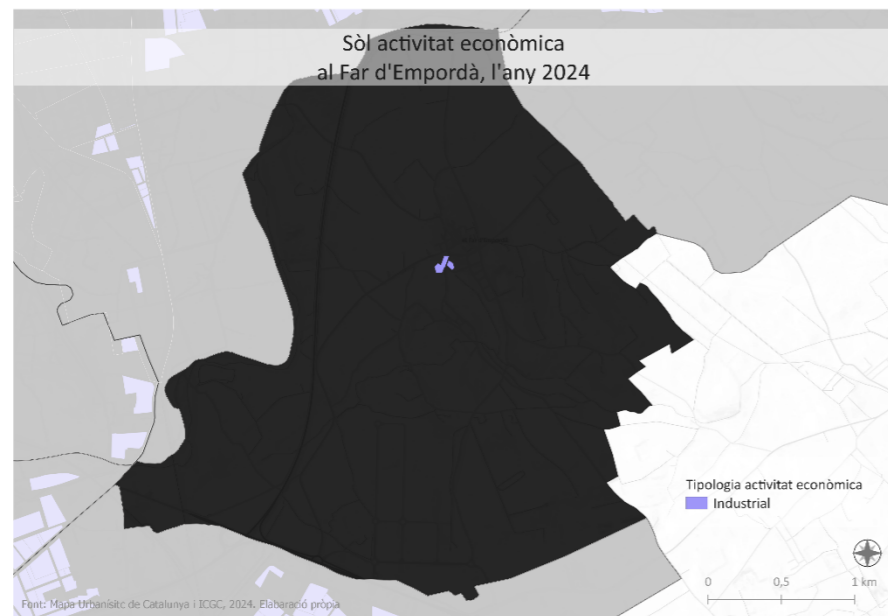 Sòl activitat econòmica
al Far d'Empordà, l'any 2024
Tipologia activitat econòmica
Industrial
0 0,5 1 km
Font: Mapa Urbanísitc de Catalunya i ICGC, 2024. Elabaració pròpia